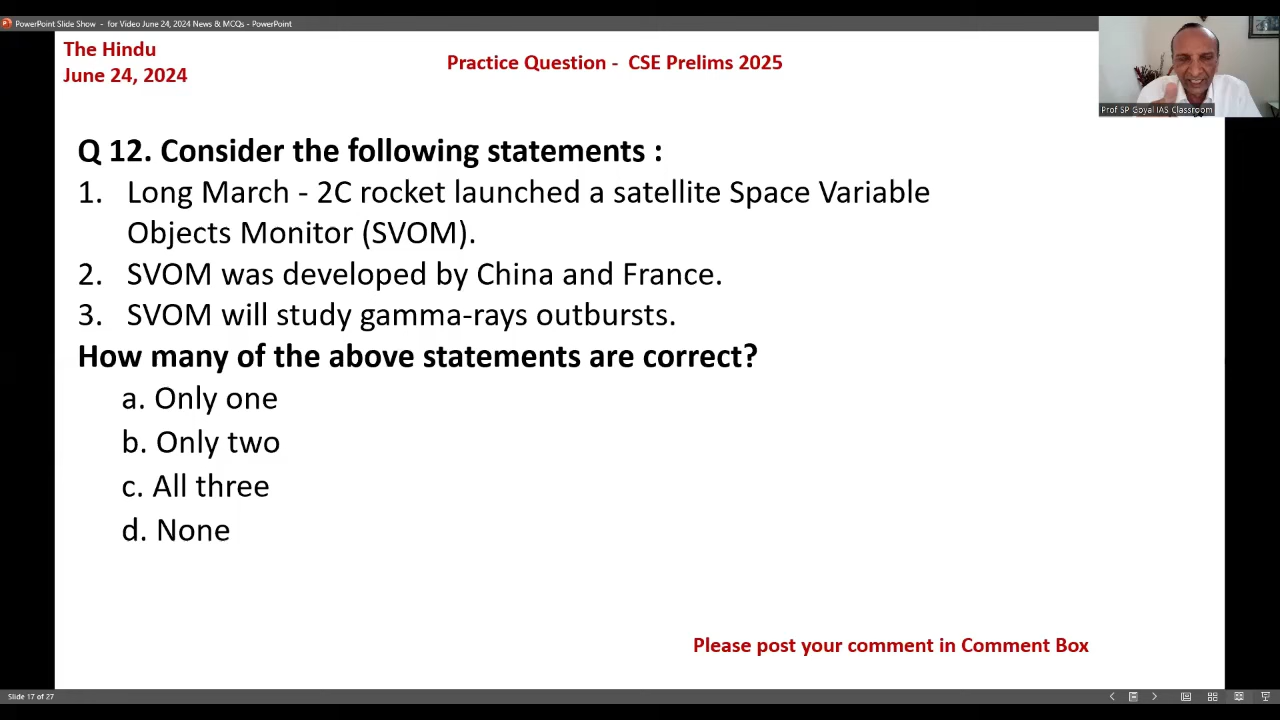 PowerPoint Slide Show - for Video June 24, 2024 News & MCQs - PowerPoint
The Hindu
June 24, 2024
Practice Question - CSE Prelims 2025
Prof SP Goyal IAS Classroom
Q 12. Consider the following statements :
1. Long March - 2C rocket launched a satellite Space Variable
Objects Monitor (SVOM).
2. SVOM was developed by China and France.
3. SVOM will study gamma-rays outbursts.
How many of the above statements are correct?
a. Only one
b. Only two
c. All three
d. None
Please post your comment in Comment Box
Slide 17 of 27